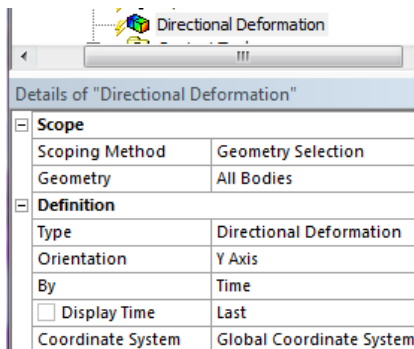 Directional Deformation
Details of "Directional Deformation"
Scope
Scoping Method Geometry Selection
Geometry All Bodies
Definition
Type Directional Deformation
Orientation Y Axis
By Time
Display Time Last
Coordinate System Global Coordinate System